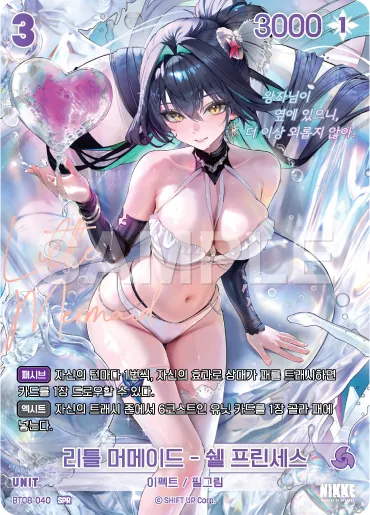 3
3000 1
왕자님이
옆에 있으니,
더 이상 외롭지 않아.
SAMPLE
Little
Mermaid
패시브 자신의 턴마다 1번씩, 자신의 효과로 상대가 패를 트래시하면
카드를 1장 드로우할 수 있다.
엑시트 자신의 트래시 존에서 6코스트인 유닛 카드를 1장 골라 패에
넣는다.
리틀 머메이드 - 쉘 프린세스
UNIT
이펙트 / 필그림
BT08-040 SPR
© SHIFT UP Corp.
NIKKE